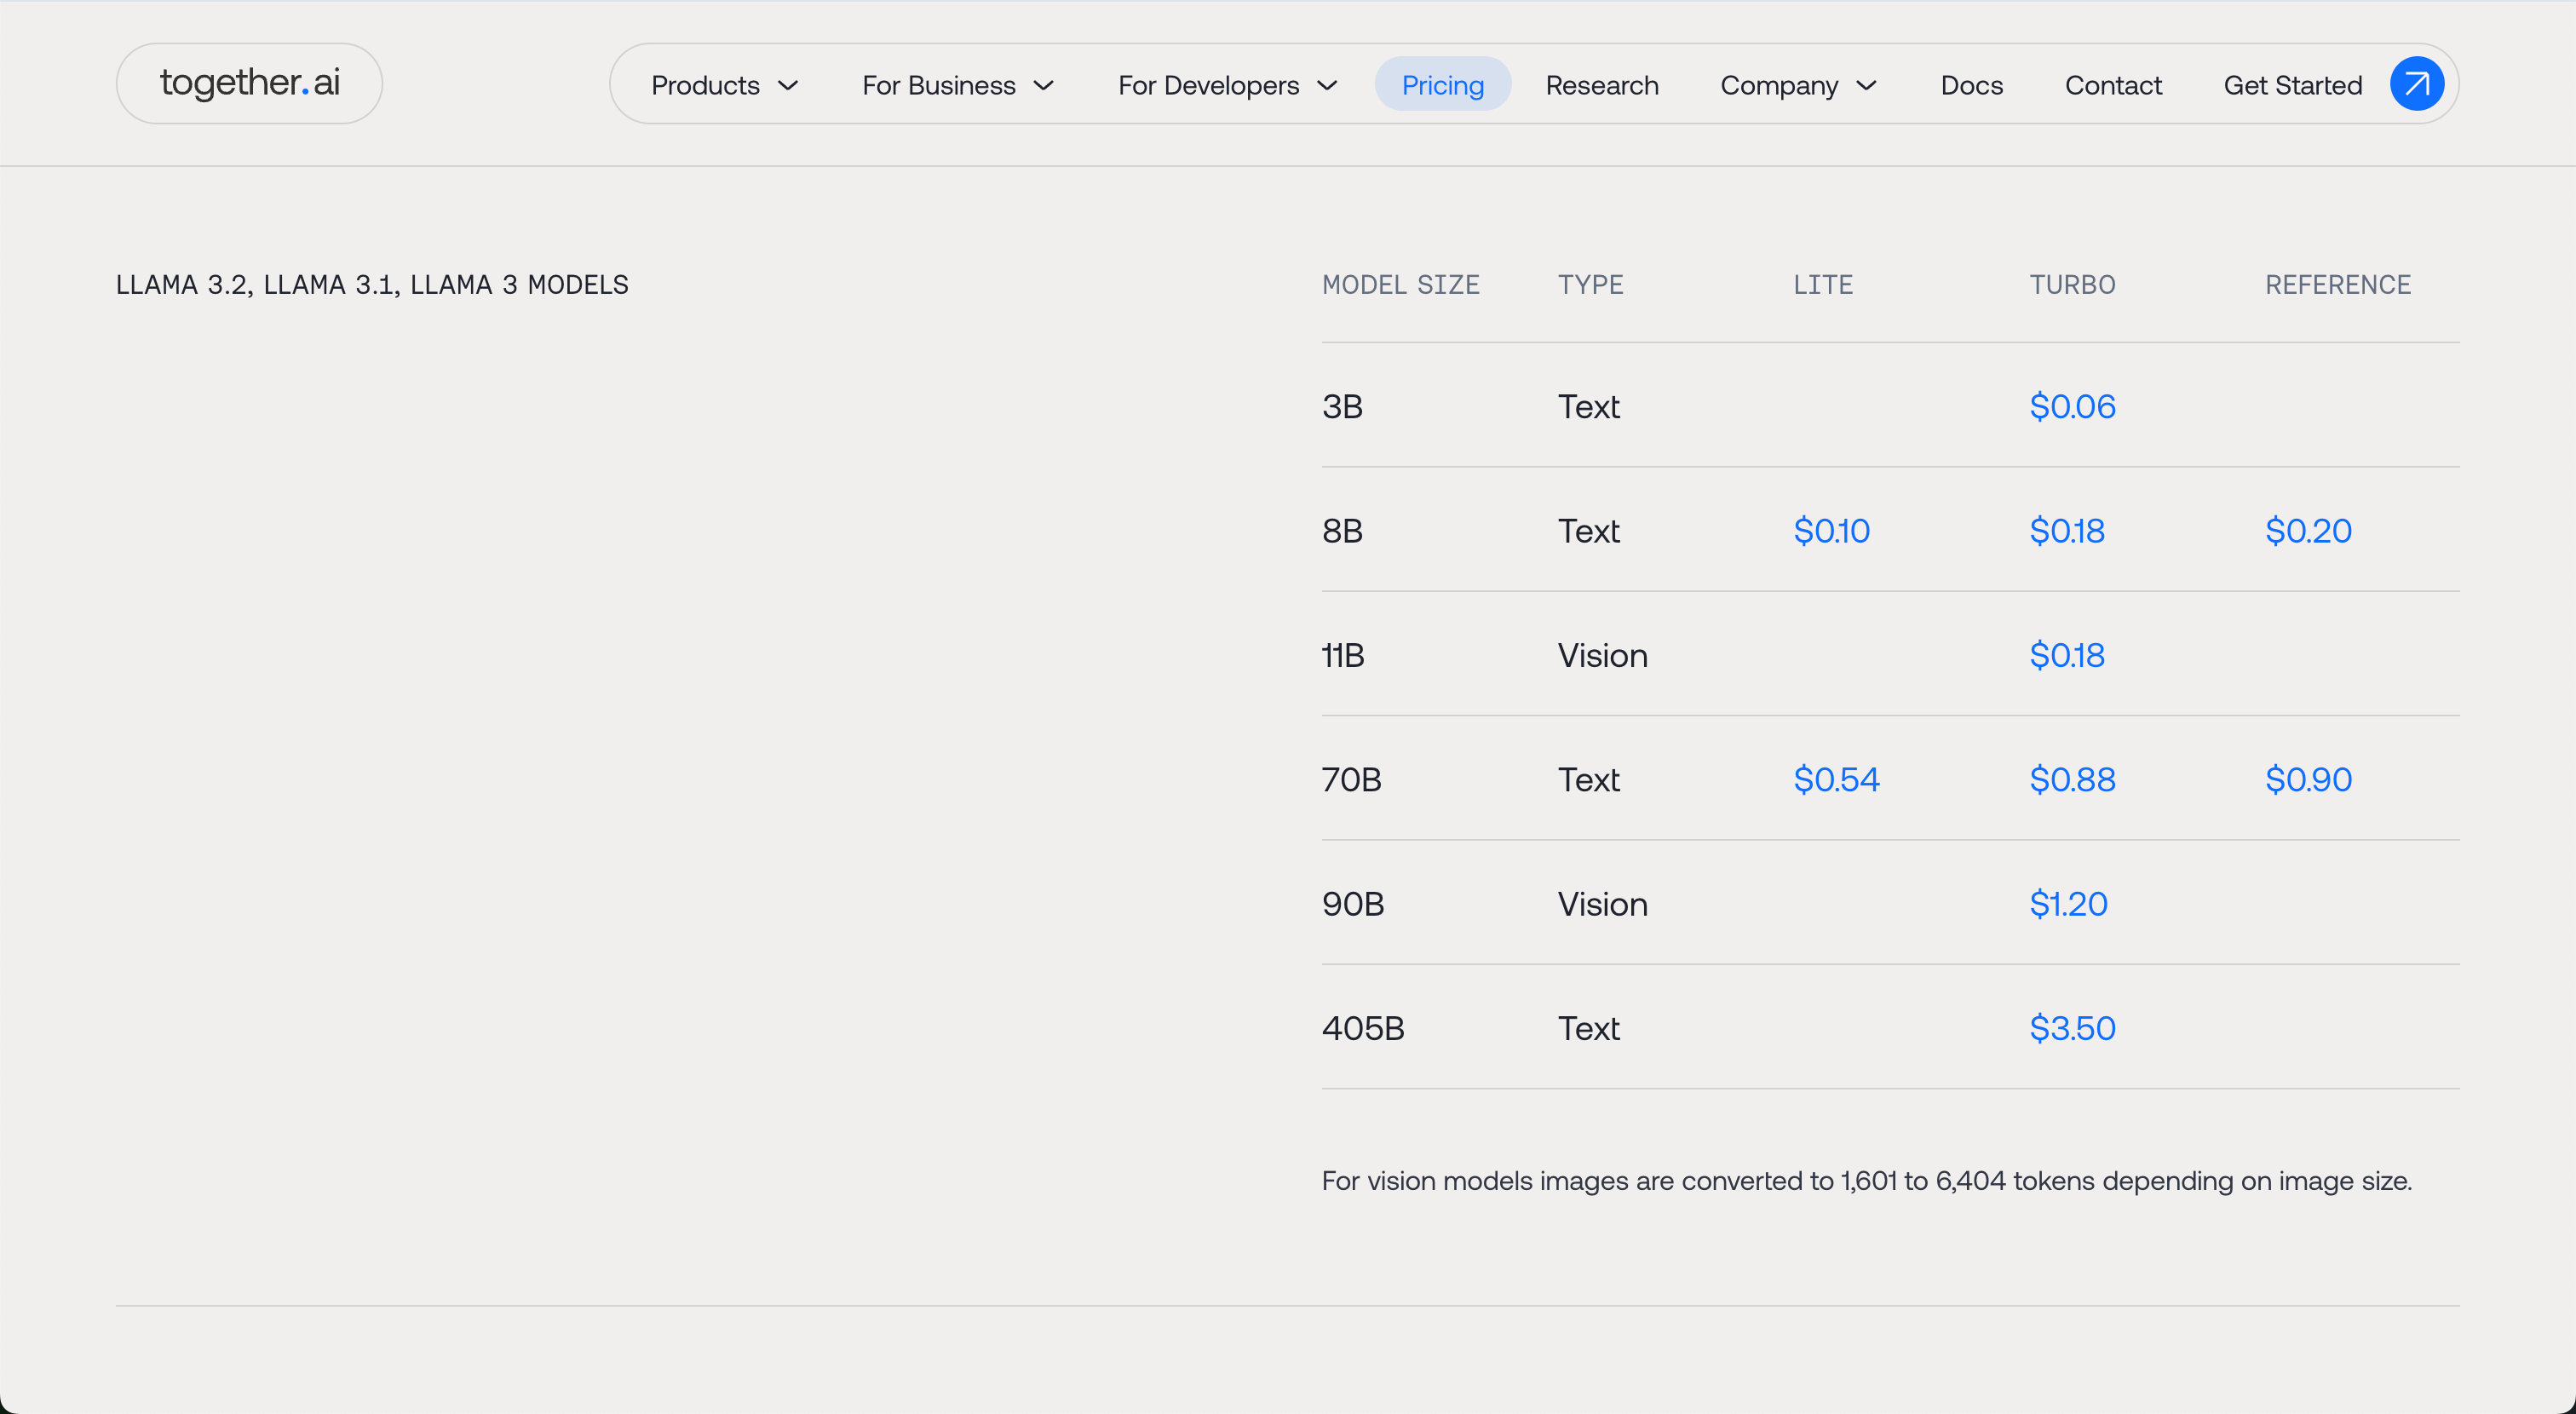 together.ai
Products For Business For Developers Pricing Research Company Docs Contact Get Started
LLAMA 3.2, LLAMA 3.1, LLAMA 3 MODELS
MODEL SIZE TYPE LITE TURBO REFERENCE
3B Text $0.06
8B Text $0.10 $0.18 $0.20
11B Vision $0.18
70B Text $0.54 $0.88 $0.90
90B Vision $1.20
405B Text $3.50
For vision models images are converted to 1,601 to 6,404 tokens depending on image size.